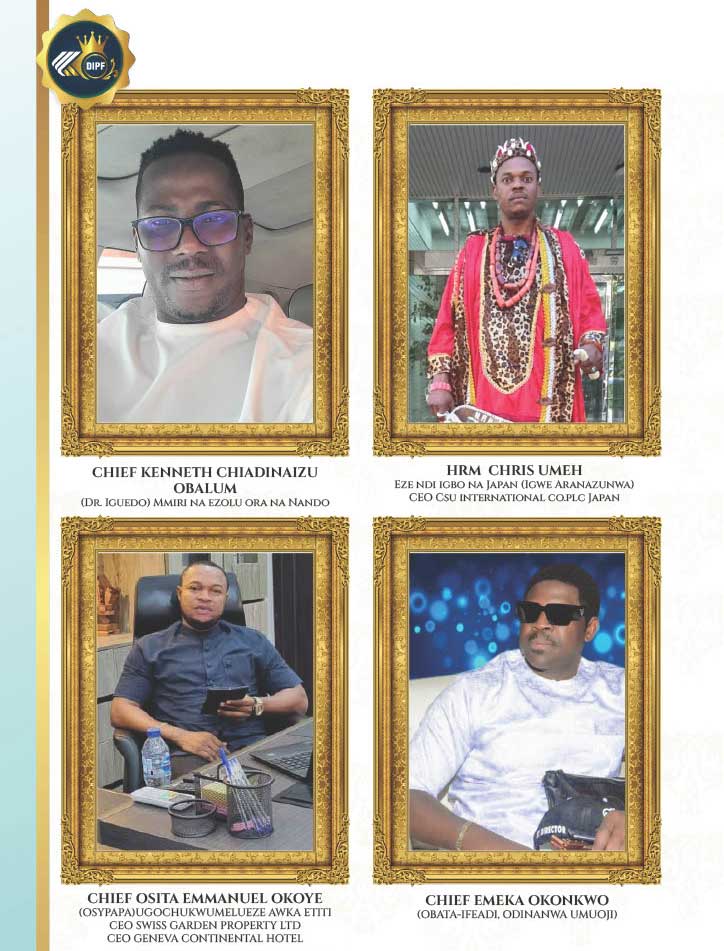 DIPF
CHIEF KENNETH CHIADINAIZU
OBALUM
(DR. IGUEDO) MMIRI NA EZOLU ORA NA NANDO
HRM CHRIS UMEH
EZE NDI IGBO NA JAPAN (IGWE ARANAZUNWA)
CEO CSU INTERNATIONAL CO.PLC JAPAN
CHIEF OSITA EMMANUEL OKOYE
(OSYPAPA)UGOCHUKWUMELUEZE AWKA ETITI
CEO SWISS GARDEN PROPERTY LTD
CEO GENEVA CONTINENTAL HOTEL
DIRECTOR
CHIEF EMEKA OKONKWO
(OBATA-IFEADI, ODINANWA UMUOJI)